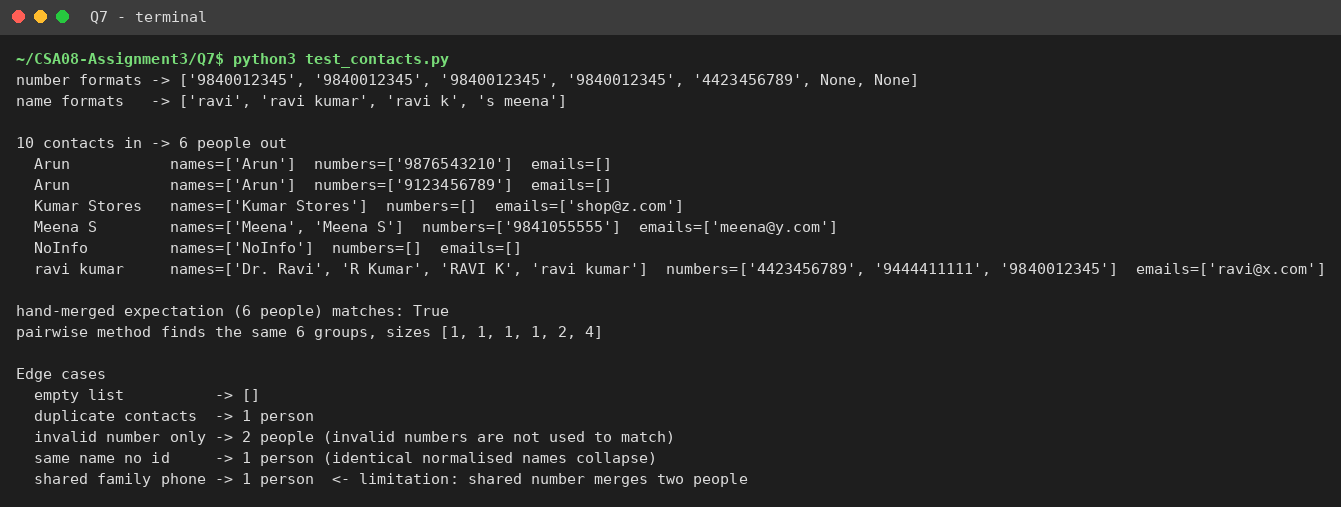 Q7 - terminal
~/CSA08-Assignment3/Q7$ python3 test_contacts.py
number formats -> ['9840012345', '9840012345', '9840012345', '9840012345', '4423456789', None, None]
name formats   -> ['ravi', 'ravi kumar', 'ravi k', 's meena']
10 contacts in -> 6 people out
  Arun           names=['Arun']  numbers=['9876543210']  emails=[]
  Arun           names=['Arun']  numbers=['9123456789']  emails=[]
  Kumar Stores   names=['Kumar Stores']  numbers=[]  emails=['shop@z.com']
  Meena S        names=['Meena', 'Meena S']  numbers=['9841055555']  emails=['meena@y.com']
  NoInfo         names=['NoInfo']  numbers=[]  emails=[]
  ravi kumar     names=['Dr. Ravi', 'R Kumar', 'RAVI K', 'ravi kumar']  numbers=['4423456789', '9444411111', '9840012345']  emails=['ravi@x.com']
hand-merged expectation (6 people) matches: True
pairwise method finds the same 6 groups, sizes [1, 1, 1, 1, 2, 4]
Edge cases
  empty list          -> []
  duplicate contacts  -> 1 person
  invalid number only -> 2 people (invalid numbers are not used to match)
  same name no id     -> 1 person (identical normalised names collapse)
  shared family phone -> 1 person  <- limitation: shared number merges two people